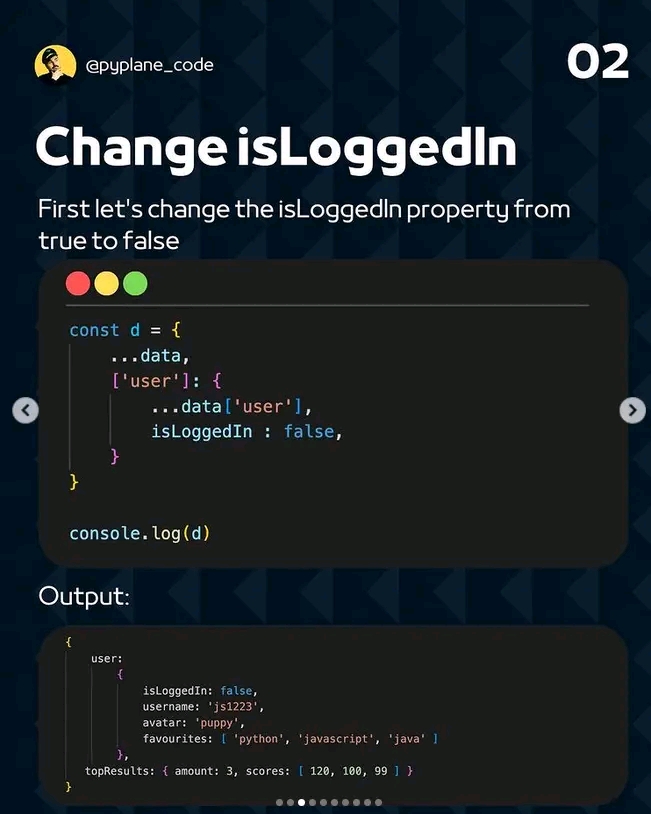 @pyplane_code
02
Change isLoggedIn
First let's change the isLoggedIn property from
true to false
const d = {
    ...data,
    ['user']: {
        ...data['user'],
        isLoggedIn : false,
    }
}
console.log(d)
Output:
{
    user:
        {
            isLoggedIn: false,
            username: 'js1223',
            avatar: 'puppy',
            favourites: [ 'python', 'javascript', 'java' ]
        },
    topResults: { amount: 3, scores: [ 120, 100, 99 ] }
}